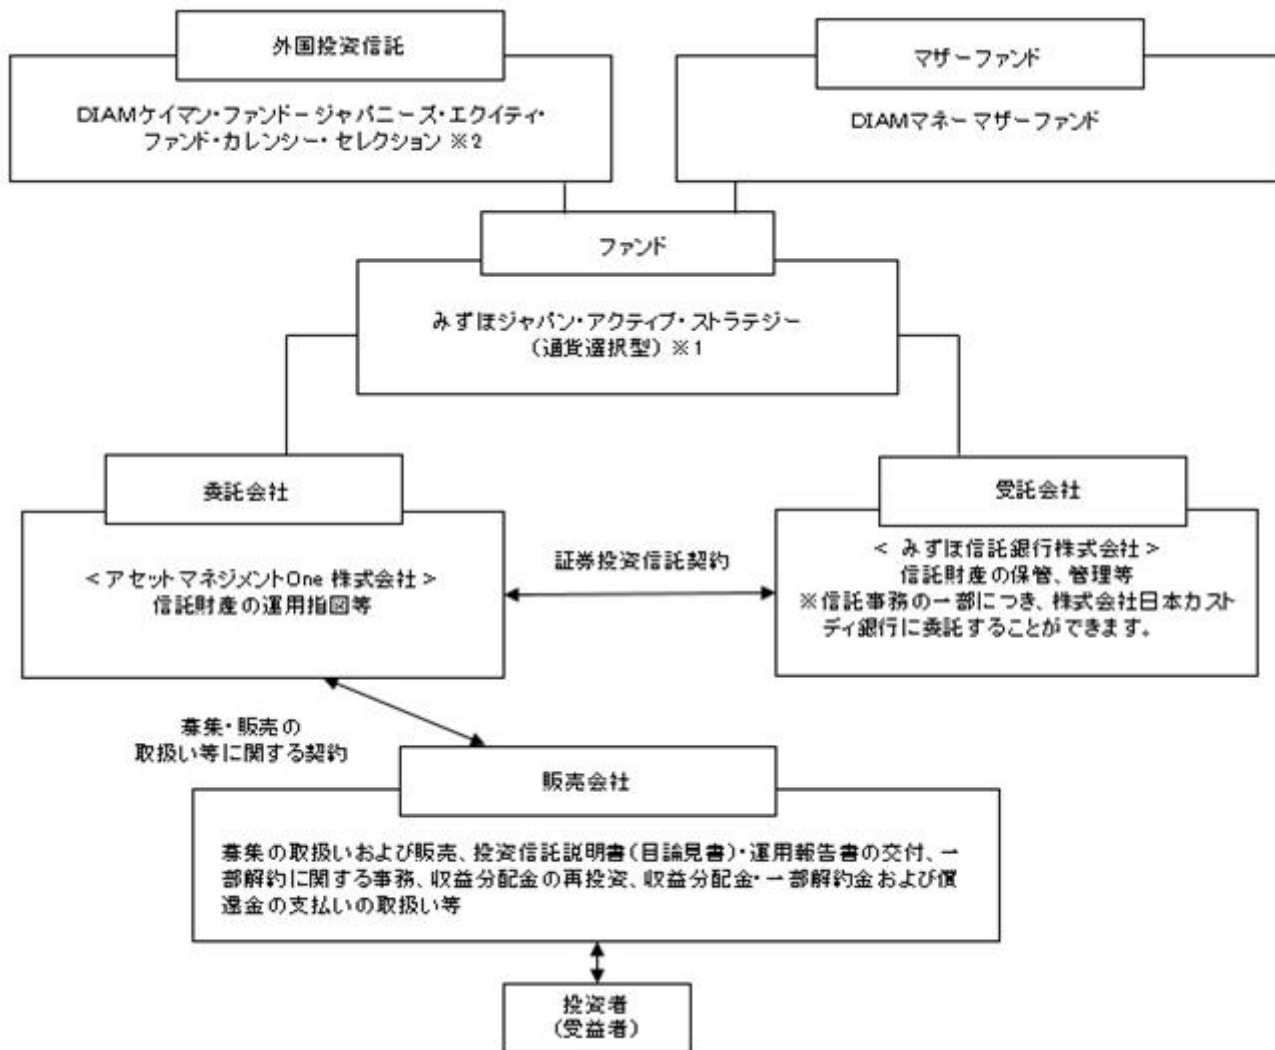 外国投資信託
DIAMケイマン・ファンド－ジャパニーズ・エクイティ・
ファンド・カレンシー・セレクション ※2
マザーファンド
DIAMマネーマザーファンド
ファンド
みずほジャパン・アクティブ・ストラテジー
（通貨選択型）※1
委託会社
＜アセットマネジメントOne 株式会社＞
信託財産の運用指図等
証券投資信託契約
受託会社
＜ みずほ信託銀行株式会社＞
信託財産の保管、管理等
※信託事務の一部につき、株式会社日本カスト
ディ銀行に委託することができます。
募集・販売の
取扱い等に関する契約
販売会社
募集の取扱いおよび販売、投資信託説明書（目論見書）・運用報告書の交付、一
部解約に関する事務、収益分配金の再投資、収益分配金・一部解約金および償
還金の支払いの取扱い等
投資者
（受益者）